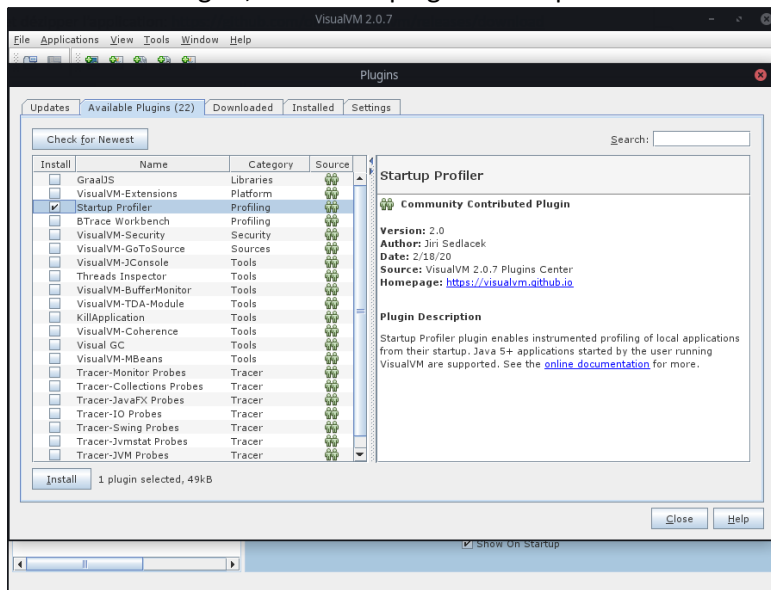 VisualVM 2.0.7
File Applications View Tools Window Help
Plugins
Updates Available Plugins (22) Downloaded Installed Settings
Check for Newest Search:
Install Name Category Source
GraalJS Libraries
VisualVM-Extensions Platform
Startup Profiler Profiling
BTrace Workbench Profiling
VisualVM-Security Security
VisualVM-GoToSource Sources
VisualVM-JConsole Tools
Threads Inspector Tools
VisualVM-BufferMonitor Tools
VisualVM-TDA-Module Tools
KillApplication Tools
VisualVM-Coherence Tools
Visual GC Tools
VisualVM-MBeans Tools
Tracer-Monitor Probes Tracer
Tracer-Collections Probes Tracer
Tracer-JavaFX Probes Tracer
Tracer-IO Probes Tracer
Tracer-Swing Probes Tracer
Tracer-Jvmstat Probes Tracer
Tracer-JVM Probes Tracer
Startup Profiler
Community Contributed Plugin
Version: 2.0
Author: Jiri Sedlacek
Date: 2/18/20
Source: VisualVM 2.0.7 Plugins Center
Homepage: https://visualvm.github.io
Plugin Description
Startup Profiler plugin enables instrumented profiling of local applications
from their startup. Java 5+ applications started by the user running
VisualVM are supported. See the online documentation for more.
Install 1 plugin selected, 49kB
Close Help
Show On Startup